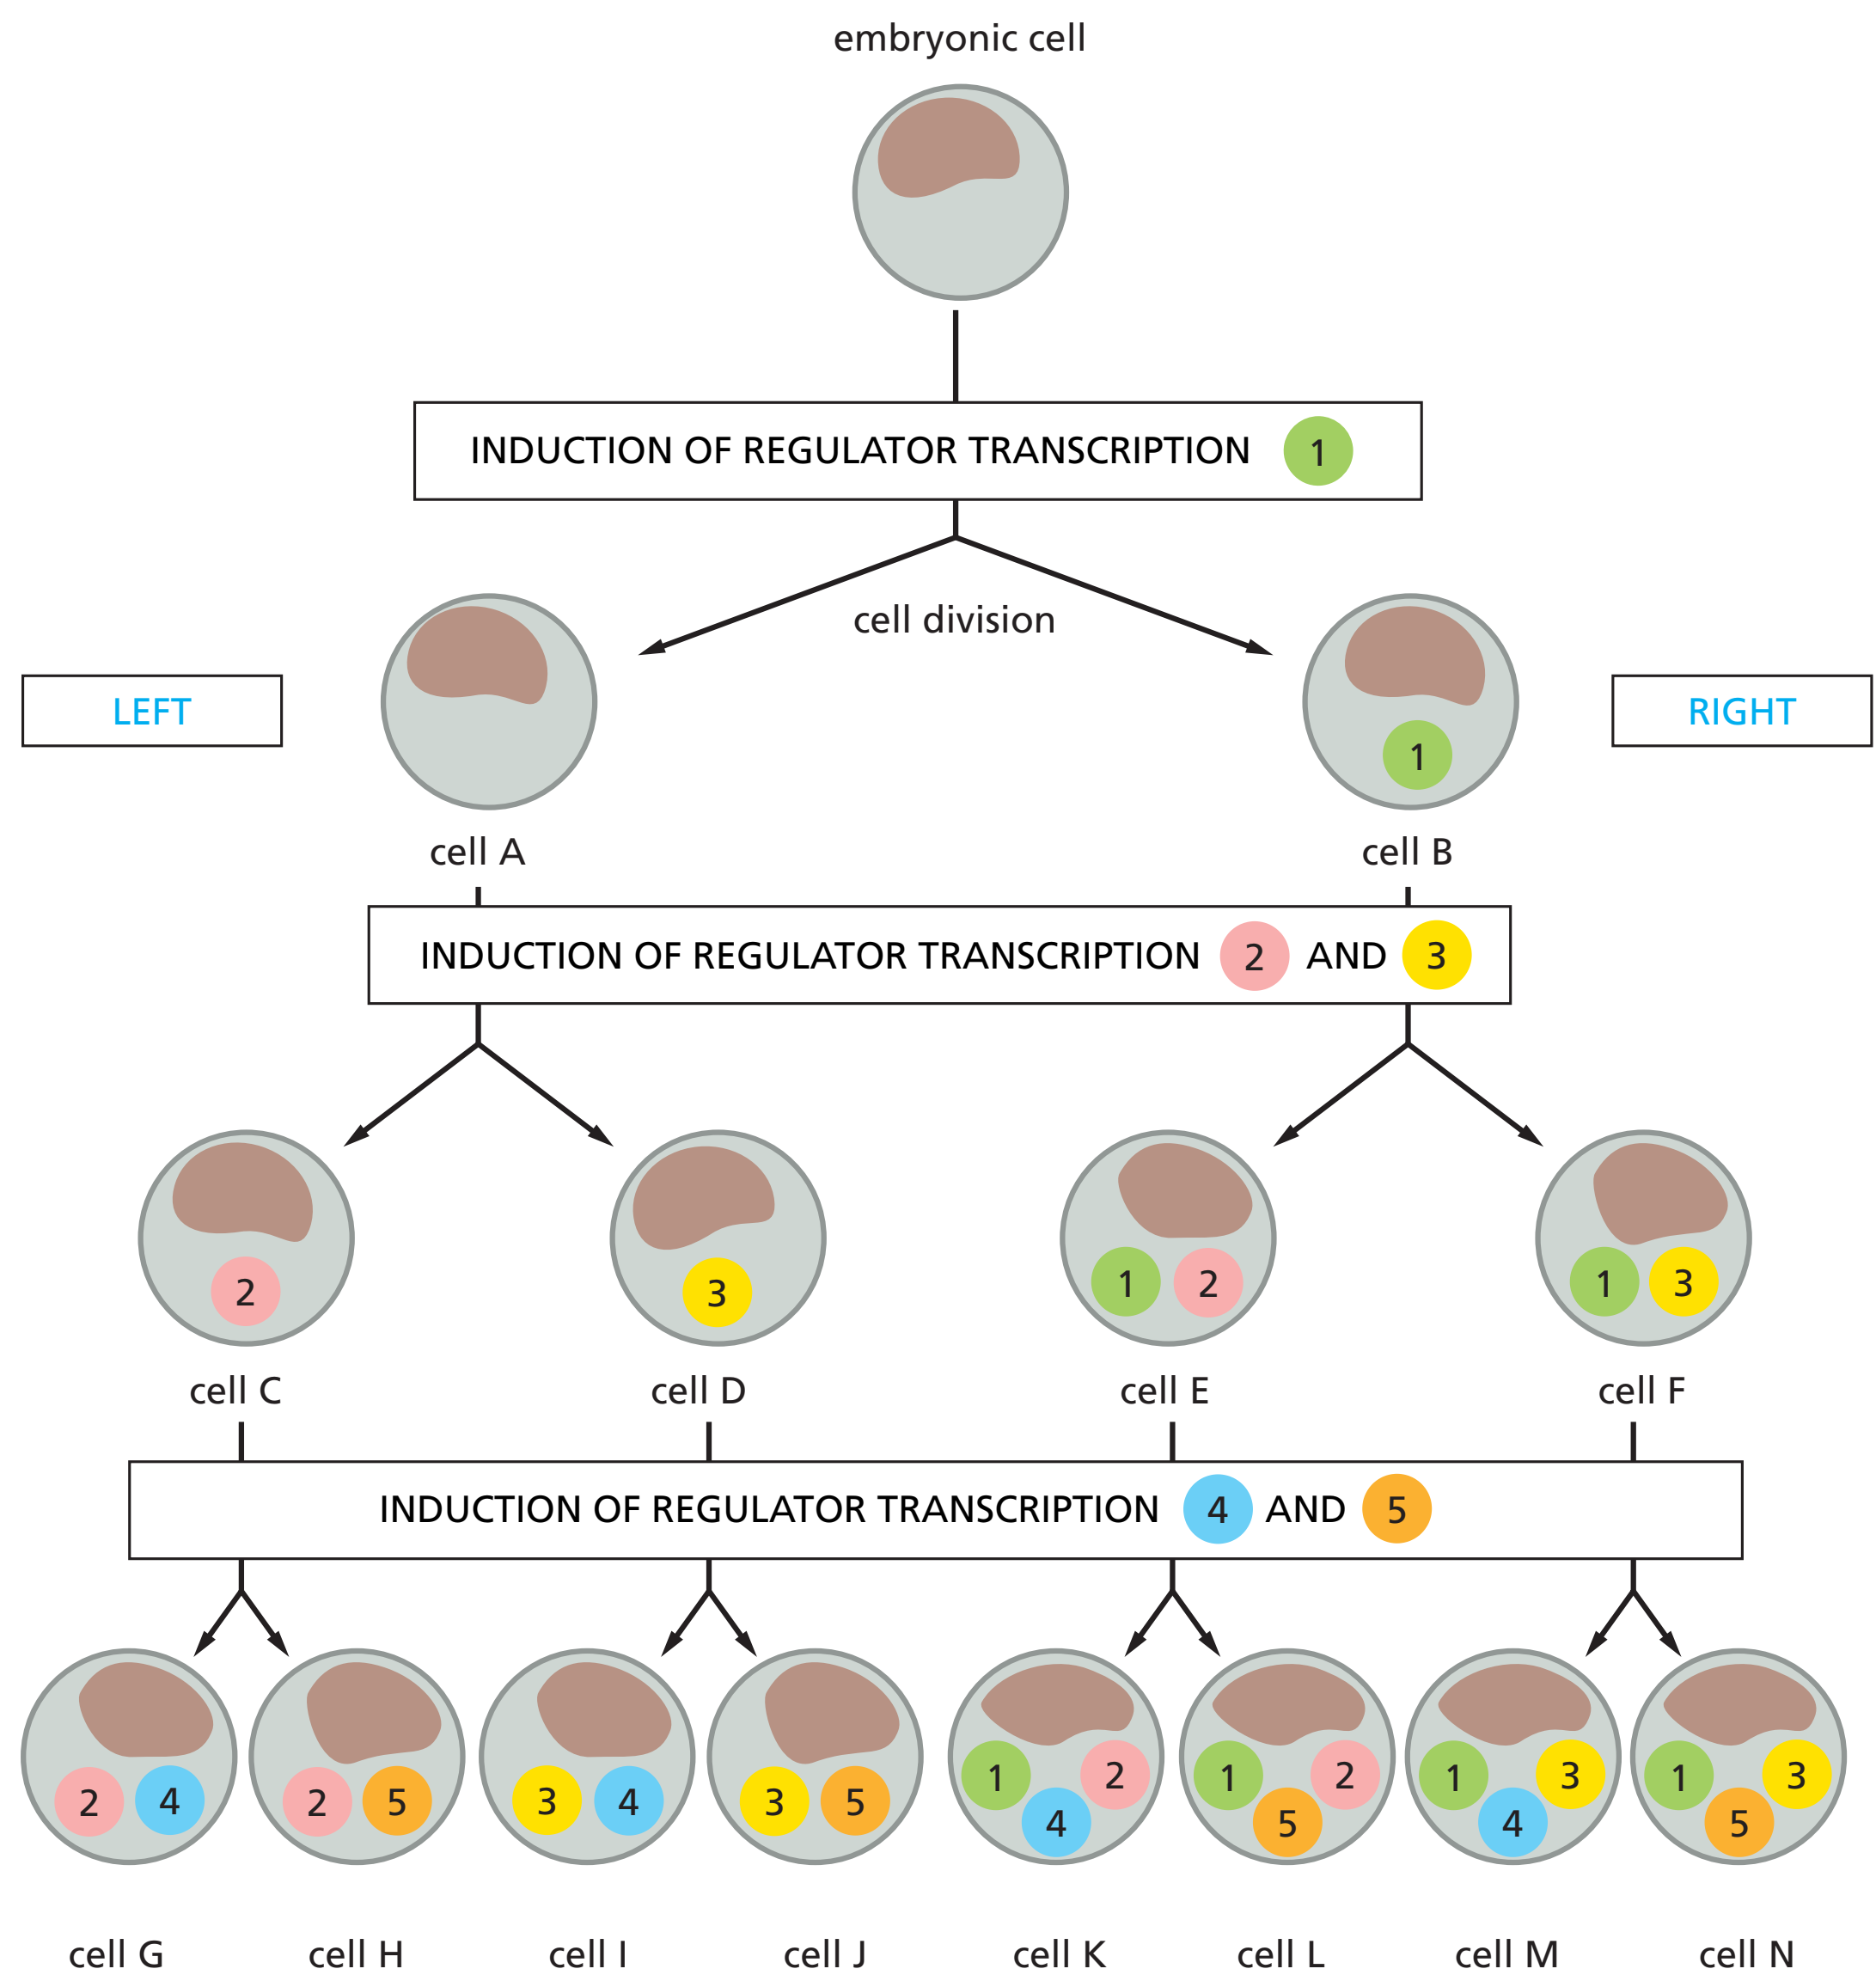 embryonic cell
INDUCTION OF REGULATOR TRANSCRIPTION 1
cell division
LEFT
RIGHT
1
cell A
cell B
INDUCTION OF REGULATOR TRANSCRIPTION 2 AND 3
2
3
1 2
1 3
cell C
cell D
cell E
cell F
INDUCTION OF REGULATOR TRANSCRIPTION 4 AND 5
2 4
2 5
3 4
3 5
1 2
4
1 2
5
1 3
4
1 3
5
cell G
cell H
cell I
cell J
cell K
cell L
cell M
cell N